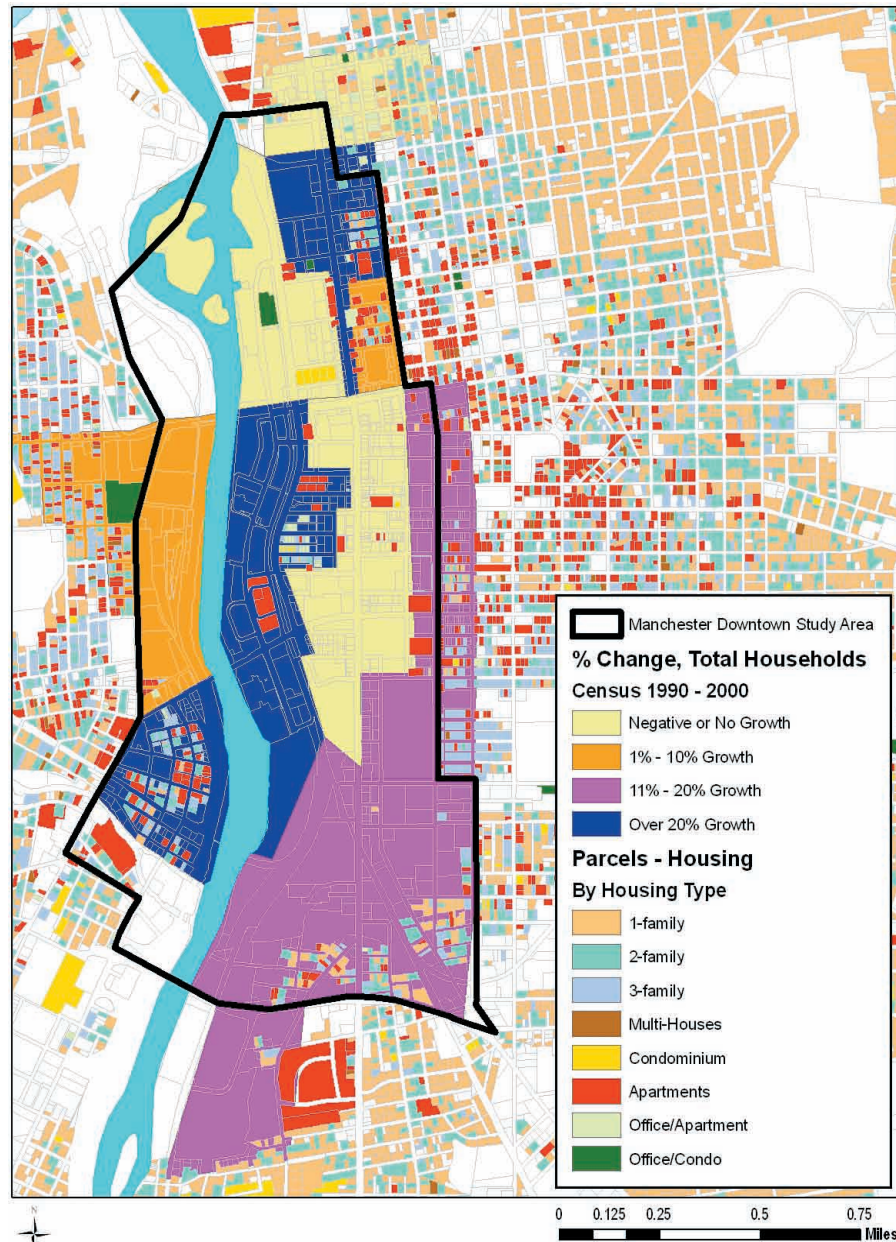 Manchester Downtown Study Area
% Change, Total Households
Census 1990 - 2000
Negative or No Growth
1% - 10% Growth
11% - 20% Growth
Over 20% Growth
Parcels - Housing
By Housing Type
1-family
2-family
3-family
Multi-Houses
Condominium
Apartments
Office/Apartment
Office/Condo
N
0 0.125 0.25 0.5 0.75
Miles